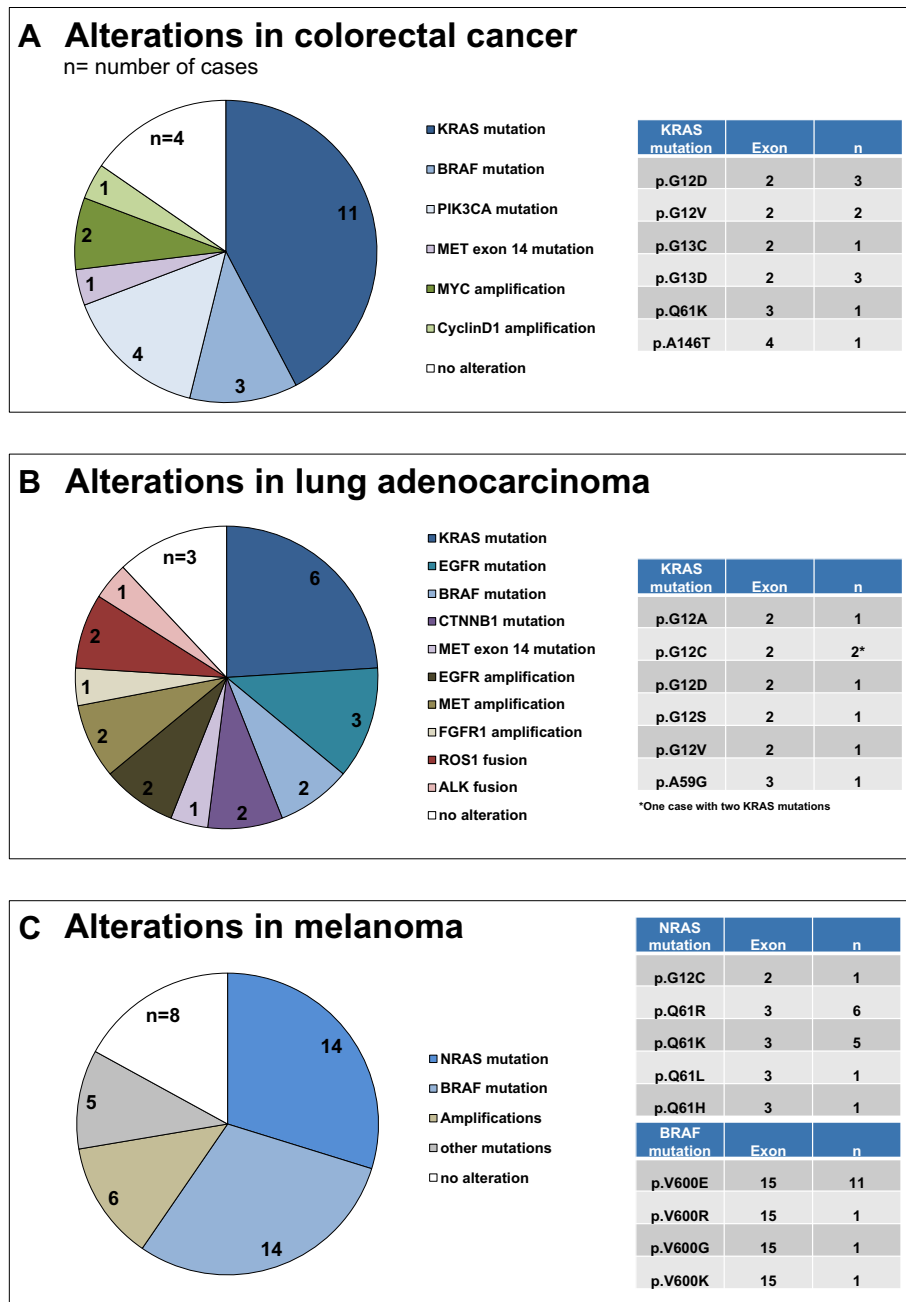 A Alterations in colorectal cancer
n= number of cases
n=4
11
3
4
1
2
1
KRAS mutation
BRAF mutation
PIK3CA mutation
MET exon 14 mutation
MYC amplification
CyclinD1 amplification
no alteration
KRAS mutation Exon n
p.G12D 2 3
p.G12V 2 2
p.G13C 2 1
p.G13D 2 3
p.Q61K 3 1
p.A146T 4 1
B Alterations in lung adenocarcinoma
n=3
6
3
2
2
1
2
2
1
2
1
KRAS mutation
EGFR mutation
BRAF mutation
CTNNB1 mutation
MET exon 14 mutation
EGFR amplification
MET amplification
FGFR1 amplification
ROS1 fusion
ALK fusion
no alteration
KRAS mutation Exon n
p.G12A 2 1
p.G12C 2 2*
p.G12D 2 1
p.G12S 2 1
p.G12V 2 1
p.A59G 3 1
*One case with two KRAS mutations
C Alterations in melanoma
n=8
14
14
6
5
NRAS mutation
BRAF mutation
Amplifications
other mutations
no alteration
NRAS mutation Exon n
p.G12C 2 1
p.Q61R 3 6
p.Q61K 3 5
p.Q61L 3 1
p.Q61H 3 1
BRAF mutation Exon n
p.V600E 15 11
p.V600R 15 1
p.V600G 15 1
p.V600K 15 1